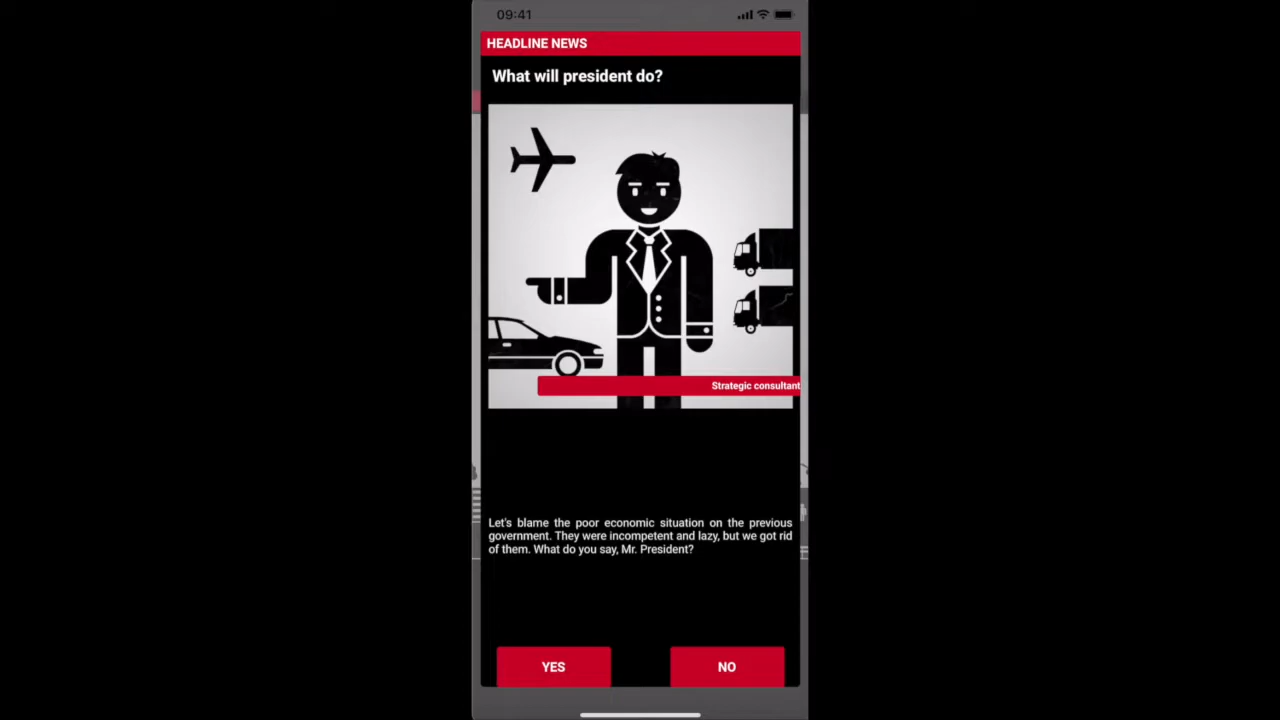 09:41
HEADLINE NEWS
What will president do?
Strategic consultant
Let's blame the poor economic situation on the previous
government. They were incompetent and lazy, but we got rid
of them. What do you say, Mr. President?
YES
NO